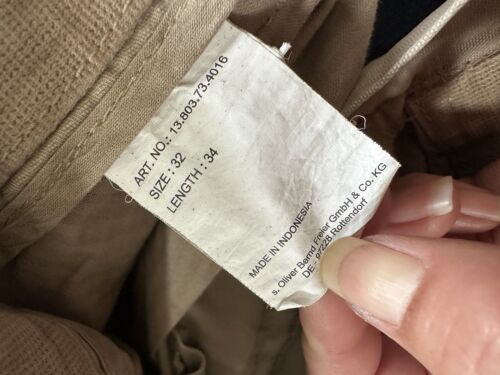 ART. NO.: 13.803.73.4016
SIZE : 32
LENGTH : 34
MADE IN INDONESIA
s. Oliver Bernd Freier GmbH & Co. KG
DE - 97228 Rottendorf